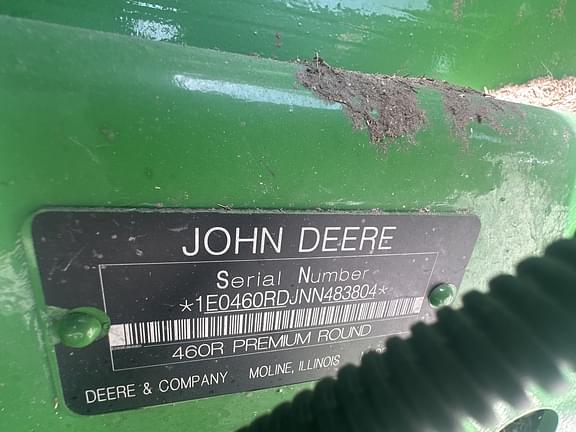 JOHN DEERE
Serial Number
*1E0460RDJNN483804*
460R PREMIUM ROUND
DEERE & COMPANY MOLINE, ILLINOIS